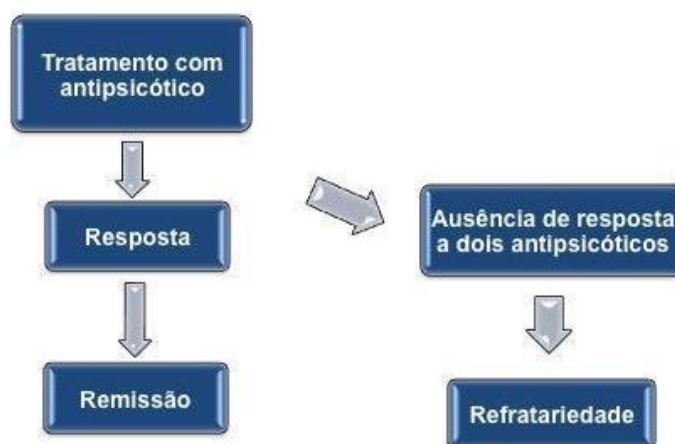 Tratamento com
antipsicótico
Resposta
Remissão
Ausência de resposta
a dois antipsicóticos
Refratariedade